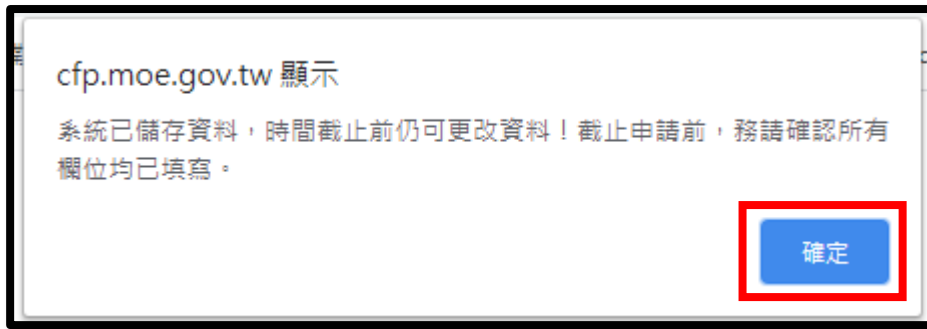 cfp.moe.gov.tw 顯示
系統已儲存資料，時間截止前仍可更改資料！截止申請前，務請確認所有
欄位均已填寫。
確定